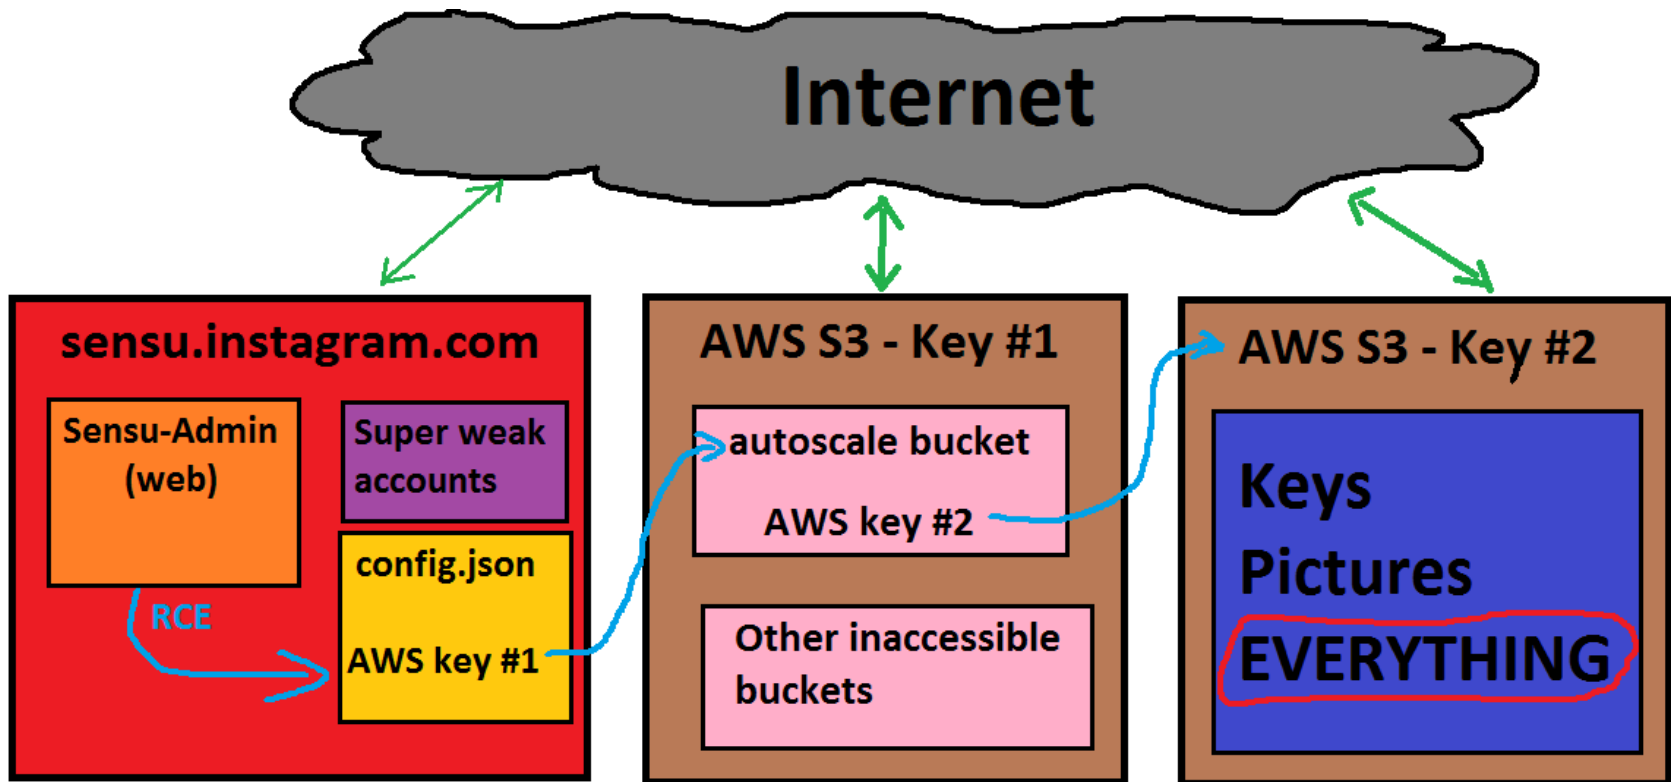 Internet
sensu.instagram.com
Sensu-Admin
(web)
Super weak
accounts
RCE
config.json
AWS key #1
AWS S3 - Key #1
autoscale bucket
AWS key #2
Other inaccessible
buckets
AWS S3 - Key #2
Keys
Pictures
EVERYTHING